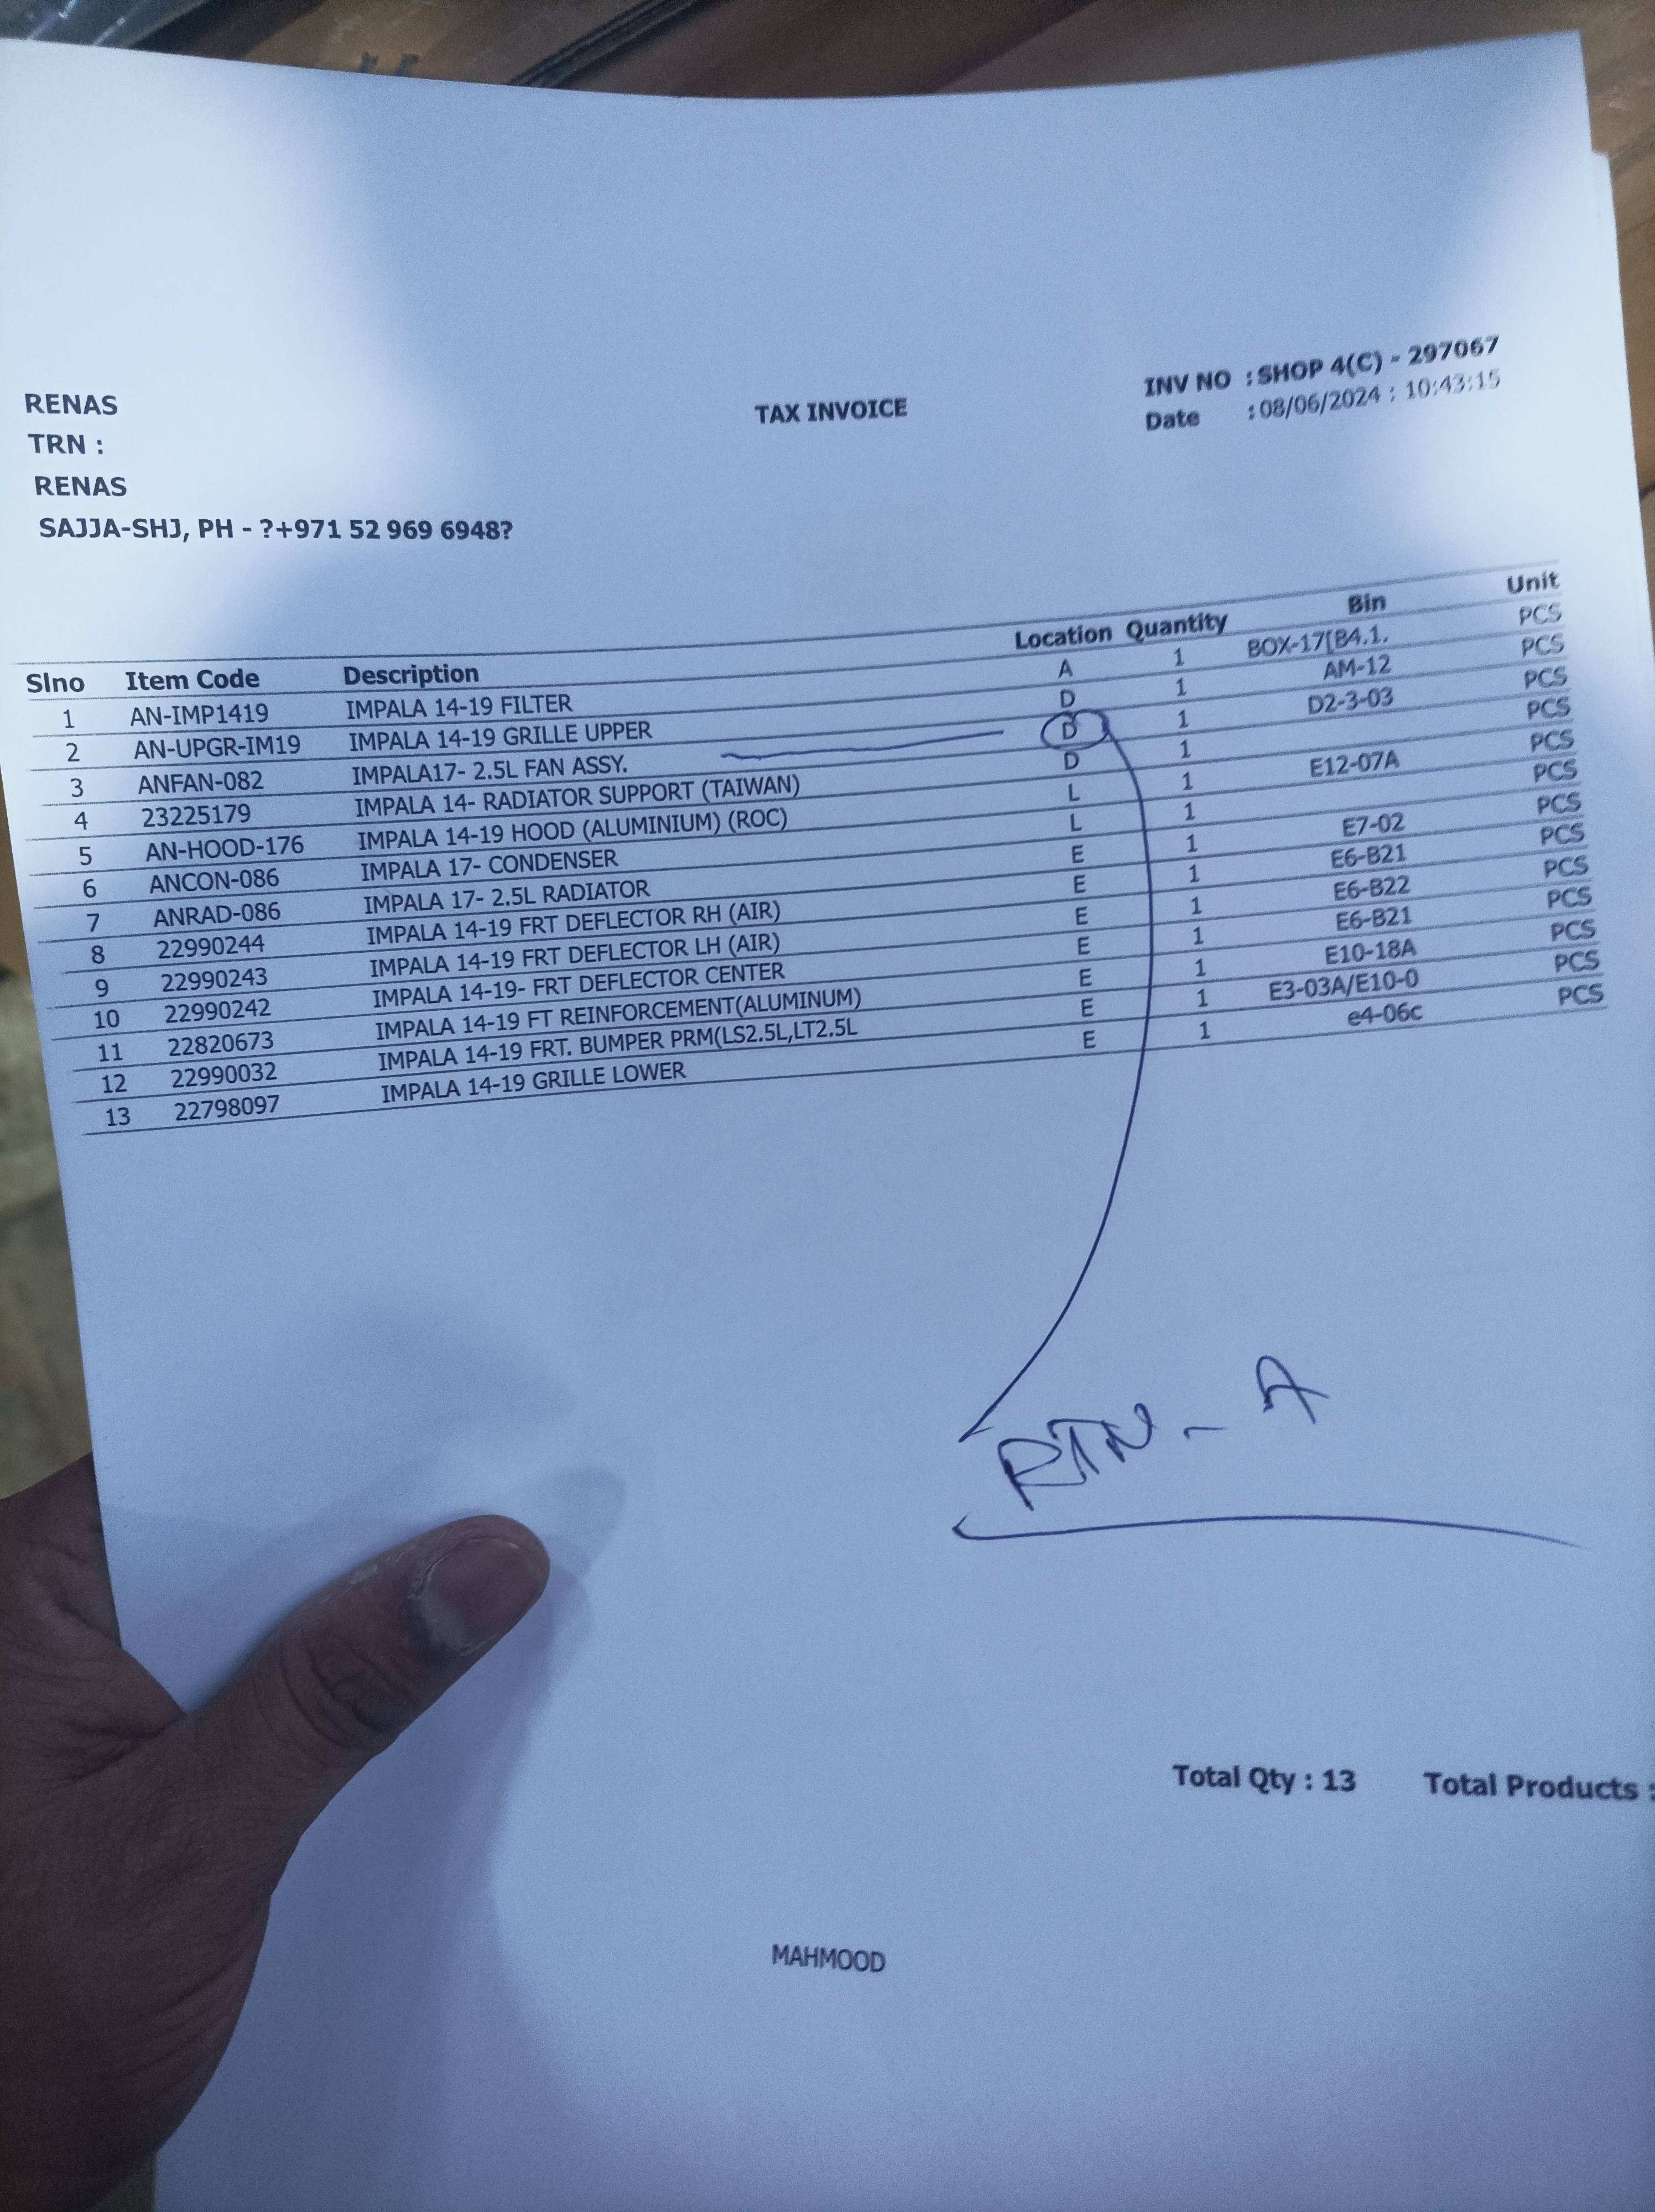 RENAS
TRN :
RENAS
SAJJA-SHJ, PH - ?+971 52 969 6948?
TAX INVOICE
INV NO : SHOP 4(C) - 297067
Date : 08/06/2024 : 10:43:15
Slno Item Code Description Location Quantity Bin Unit
1 AN-IMP1419 IMPALA 14-19 FILTER A 1 BOX-17[B4.1. PCS
2 AN-UPGR-IM19 IMPALA 14-19 GRILLE UPPER D 1 AM-12 PCS
3 ANFAN-082 IMPALA17- 2.5L FAN ASSY. D 1 D2-3-03 PCS
4 23225179 IMPALA 14- RADIATOR SUPPORT (TAIWAN) D 1 PCS
5 AN-HOOD-176 IMPALA 14-19 HOOD (ALUMINIUM) (ROC) L 1 E12-07A PCS
6 ANCON-086 IMPALA 17- CONDENSER L 1 PCS
7 ANRAD-086 IMPALA 17- 2.5L RADIATOR E 1 E7-02 PCS
8 22990244 IMPALA 14-19 FRT DEFLECTOR RH (AIR) E 1 E6-B21 PCS
9 22990243 IMPALA 14-19 FRT DEFLECTOR LH (AIR) E 1 E6-B22 PCS
10 22990242 IMPALA 14-19- FRT DEFLECTOR CENTER E 1 E6-B21 PCS
11 22820673 IMPALA 14-19 FT REINFORCEMENT(ALUMINUM) E 1 E10-18A PCS
12 22990032 IMPALA 14-19 FRT. BUMPER PRM(LS2.5L,LT2.5L E 1 E3-03A/E10-0 PCS
13 22798097 IMPALA 14-19 GRILLE LOWER E 1 e4-06c PCS
RTN - A
Total Qty : 13 Total Products :
MAHMOOD